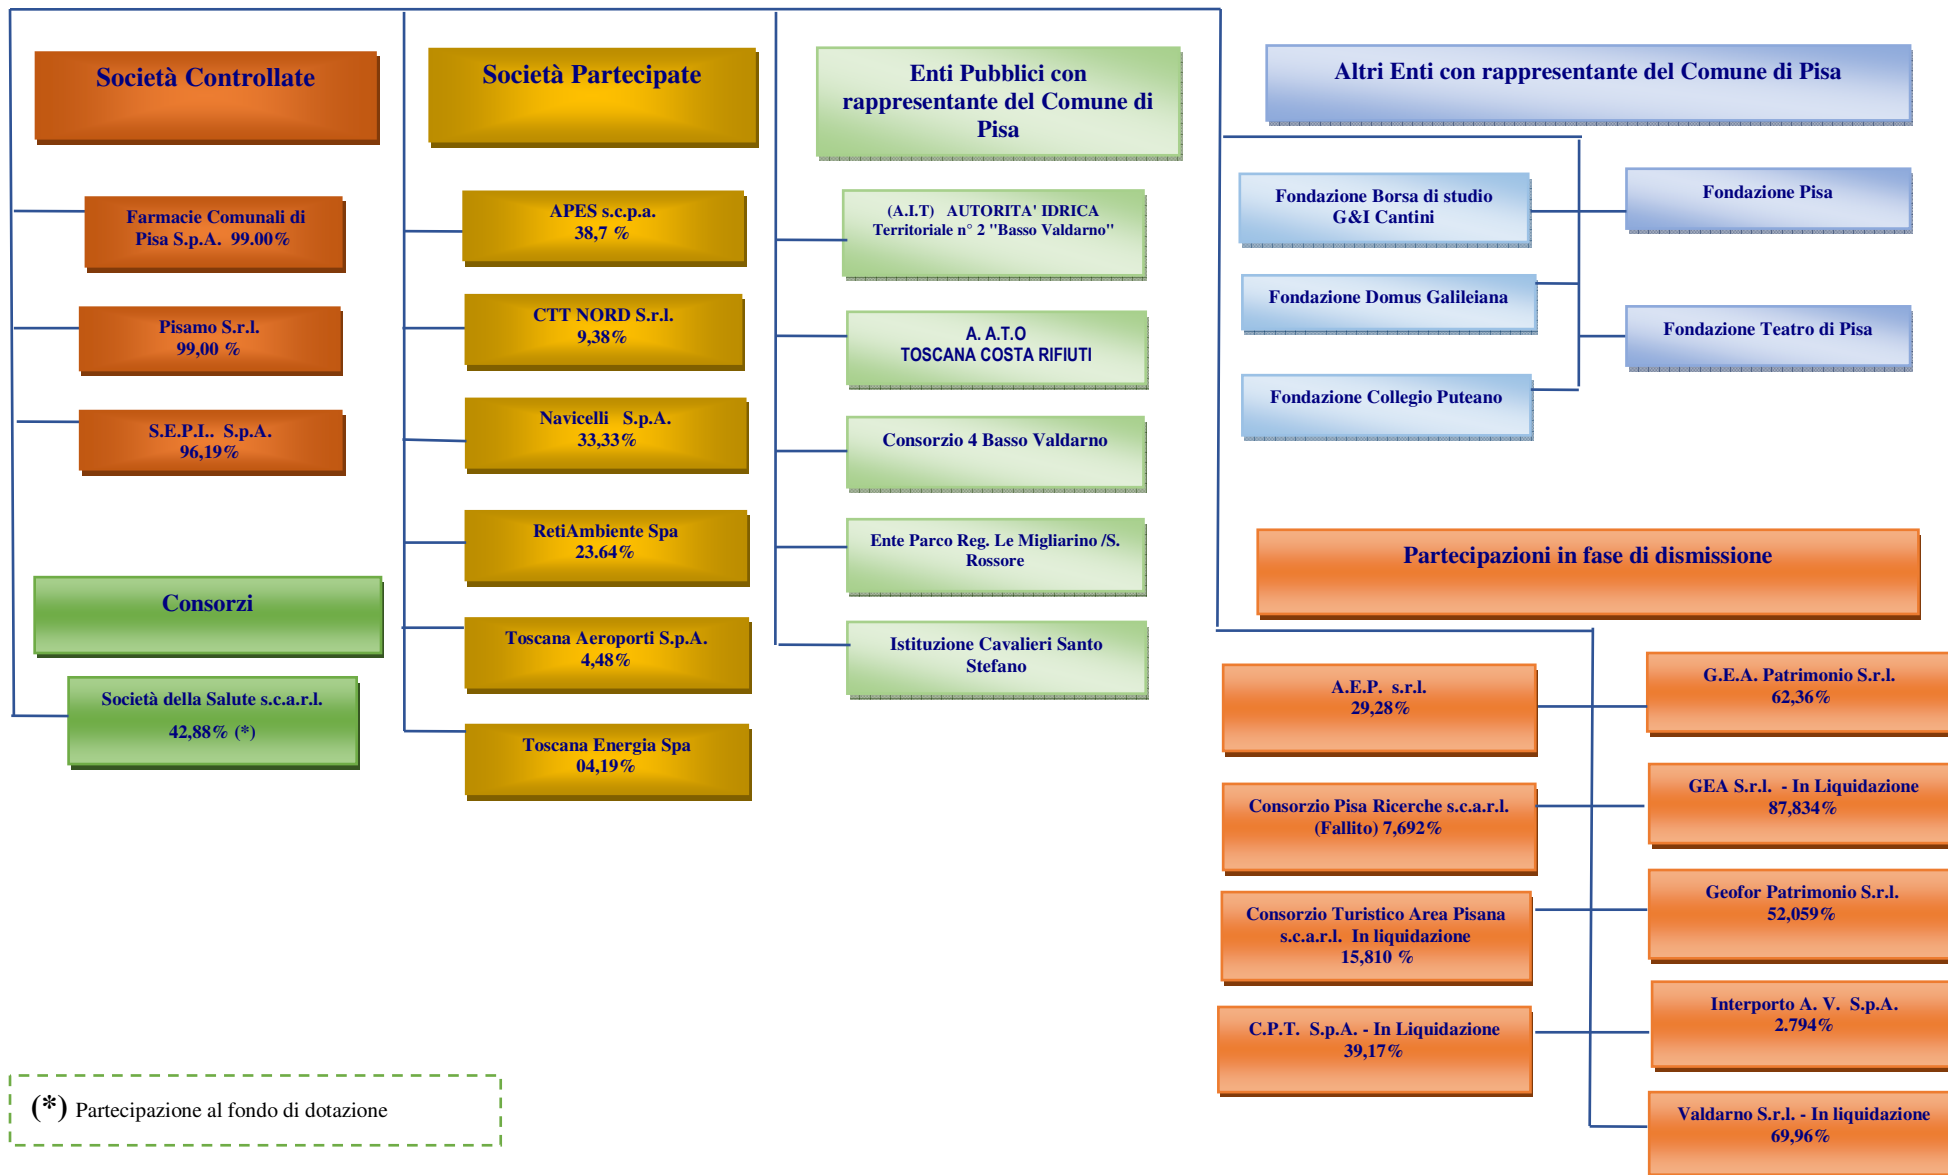 Società Controllate
Farmacie Comunali di
Pisa S.p.A. 99.00%
Pisamo S.r.l.
99,00 %
S.E.P.I.. S.p.A.
96,19%
Consorzi
Società della Salute s.c.a.r.l.
42,88% (*)
Società Partecipate
APES s.c.p.a.
38,7 %
CTT NORD S.r.l.
9,38%
Navicelli S.p.A.
33,33%
RetiAmbiente Spa
23.64%
Toscana Aeroporti S.p.A.
4,48%
Toscana Energia Spa
04,19%
Enti Pubblici con
rappresentante del Comune di
Pisa
(A.I.T) AUTORITA' IDRICA
Territoriale n° 2 "Basso Valdarno"
A. A.T.O
TOSCANA COSTA RIFIUTI
Consorzio 4 Basso Valdarno
Ente Parco Reg. Le Migliarino /S.
Rossore
Istituzione Cavalieri Santo
Stefano
Altri Enti con rappresentante del Comune di Pisa
Fondazione Borsa di studio
G&I Cantini
Fondazione Pisa
Fondazione Domus Galileiana
Fondazione Teatro di Pisa
Fondazione Collegio Puteano
Partecipazioni in fase di dismissione
A.E.P. s.r.l.
29,28%
G.E.A. Patrimonio S.r.l.
62,36%
Consorzio Pisa Ricerche s.c.a.r.l.
(Fallito) 7,692%
GEA S.r.l. - In Liquidazione
87,834%
Consorzio Turistico Area Pisana
s.c.a.r.l. In liquidazione
15,810 %
Geofor Patrimonio S.r.l.
52,059%
C.P.T. S.p.A. - In Liquidazione
39,17%
Interporto A. V. S.p.A.
2.794%
Valdarno S.r.l. - In liquidazione
69,96%
(*) Partecipazione al fondo di dotazione